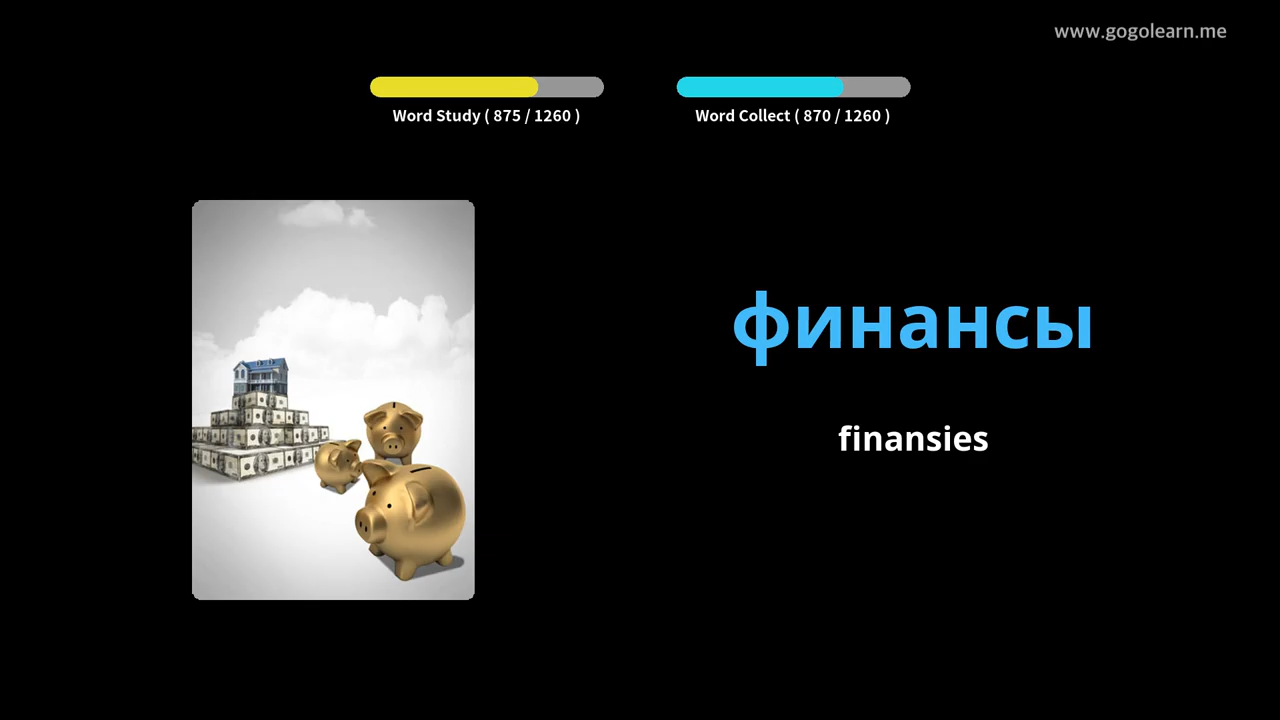 www.gogolearn.me
Word Study ( 875 / 1260 )
Word Collect ( 870 / 1260 )
финансы
finansies